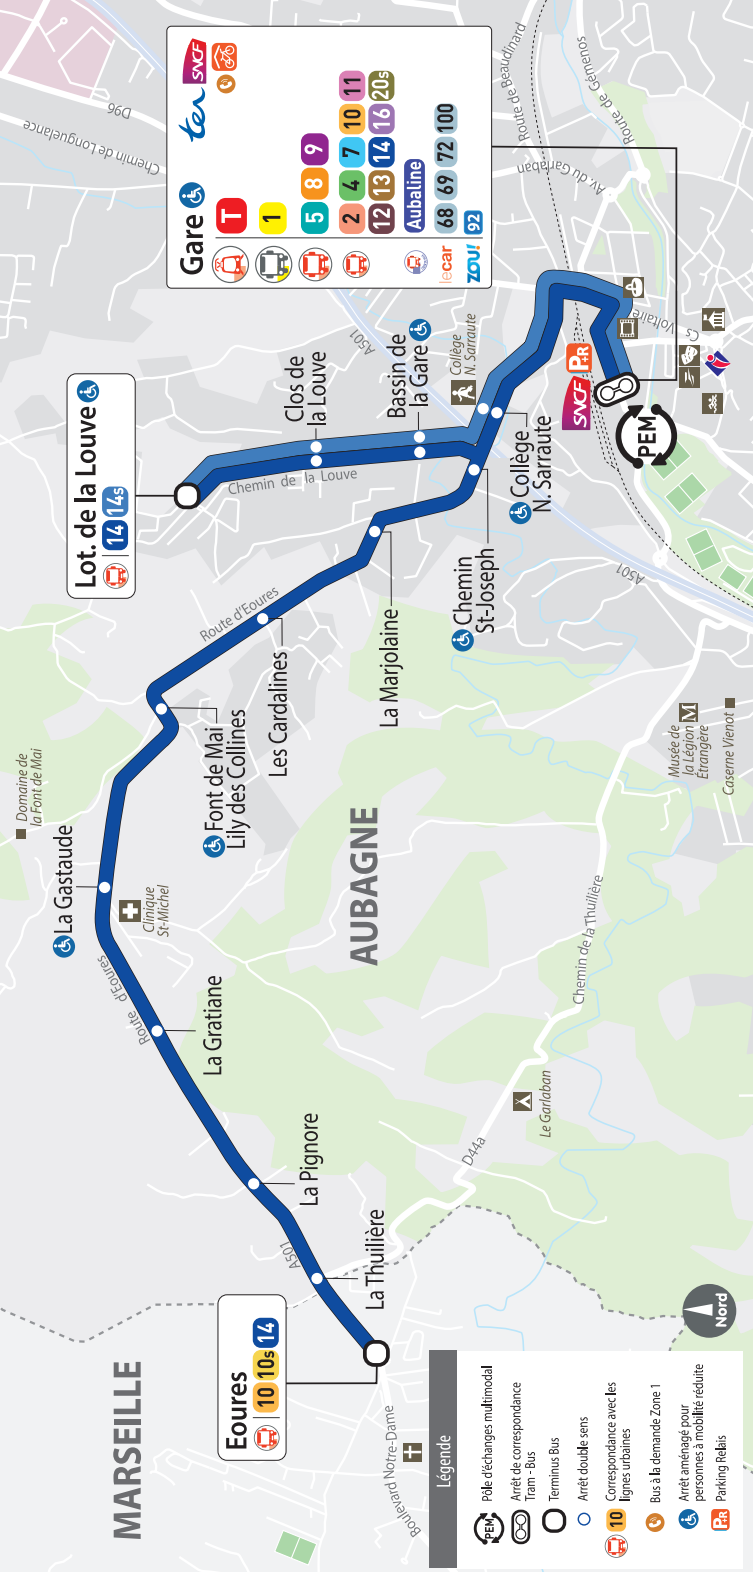 MARSEILLE
Eoures
10 10s 14
Boulevard Notre-Dame
La Thuilière
A501
La Pignore
La Gratiane
Route d'Eoures
La Gastaude
Clinique
St-Michel
Domaine de
la Font de Mai
Font de Mai
Lily des Collines
Les Cardalines
Route d'Eoures
La Marjolaine
Chemin
St-Joseph
Collège
N. Sarraute
Lot. de la Louve
14 14s
Chemin de la Louve
Clos de
la Louve
Bassin de
la Gare
Collège
N. Sarraute
A501
Gare
ter SNCF
T
1
5 8 9
2 4 7 10 11
12 13 14 16 20s
Aubaline
lecar 68 69 72 100
ZOU! 92
D96
Chemin de Longuelance
Route de Beaudinard
Route de Gémenos
Av. du Garlaban
Cs Voltaire
SNCF P+R
PEM
A501
AUBAGNE
Musée de
la Légion
Étrangère
M
Caserne Vienot
Chemin de la Thuilière
Le Garlaban
D44a
Nord
Légende
PEM Pôle d'échanges multimodal
Arrêt de correspondance
Tram - Bus
Terminus Bus
Arrêt double sens
10 Correspondance avec les
lignes urbaines
Bus à la demande Zone 1
Arrêt aménagé pour
personnes à mobilité réduite
P+R Parking Relais